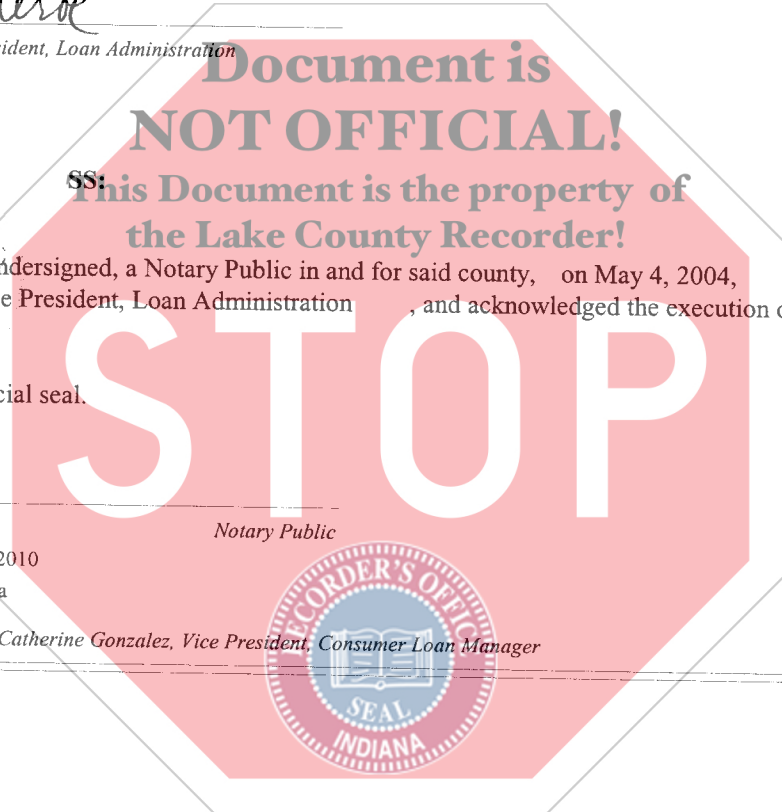 ident, Loan Administration
Document is
NOT OFFICIAL!
SS:
This Document is the property of
the Lake County Recorder!
ndersigned, a Notary Public in and for said county, on May 4, 2004,
e President, Loan Administration , and acknowledged the execution
STOP
cial seal.
Notary Public
2010
a
Catherine Gonzalez, Vice President, Consumer Loan Manager
RECORDER'S OFFIC
SEAL
INDIANA